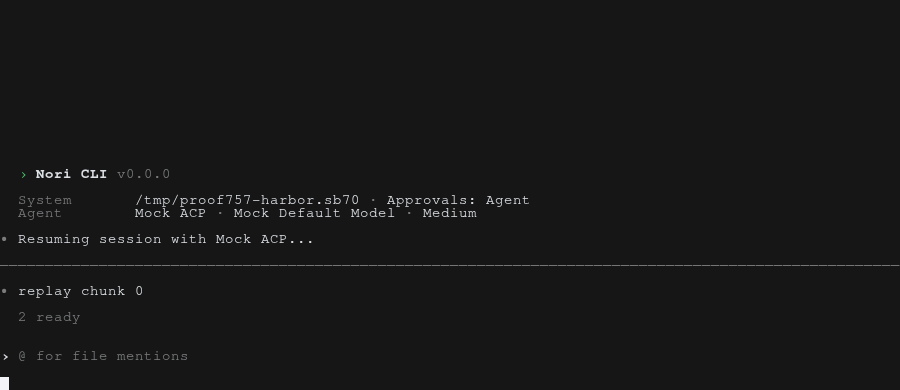 › Nori CLI v0.0.0
System /tmp/proof757-harbor.sb70 · Approvals: Agent
Agent Mock ACP · Mock Default Model · Medium
• Resuming session with Mock ACP...
• replay chunk 0
2 ready
› @ for file mentions